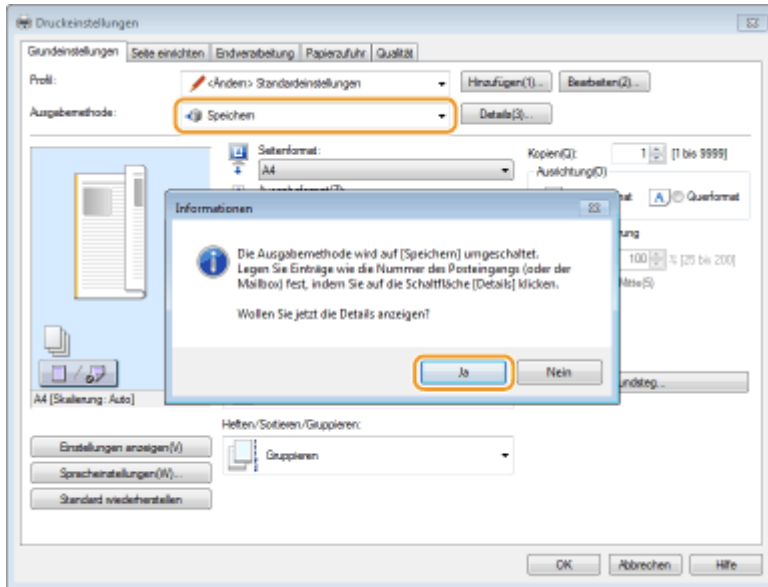 Druckeinstellungen
Grundeinstellungen Seite einrichten Endverarbeitung Papierzufuhr Qualität
Profil: <Ändern> Standardeinstellungen Hinzufügen(1)... Bearbeiten(2)...
Ausgabemethode: Speichern Details(3)...
Seitenformat:
A4
Kopien(Q): 1 [1 bis 9999]
Ausrichtung(O)
A Querformat
100 % [25 bis 200]
Informationen
Die Ausgabemethode wird auf [Speichern] umgeschaltet.
Legen Sie Einträge wie die Nummer des Posteingangs (oder der
Mailbox) fest, indem Sie auf die Schaltfläche [Details] klicken.
Wollen Sie jetzt die Details anzeigen?
Ja Nein
A4 [Skalierung: Auto]
Heften/Sortieren/Gruppieren:
Gruppieren
Einstellungen anzeigen(V)
Spracheinstellungen(W)...
Standard wiederherstellen
OK Abbrechen Hilfe